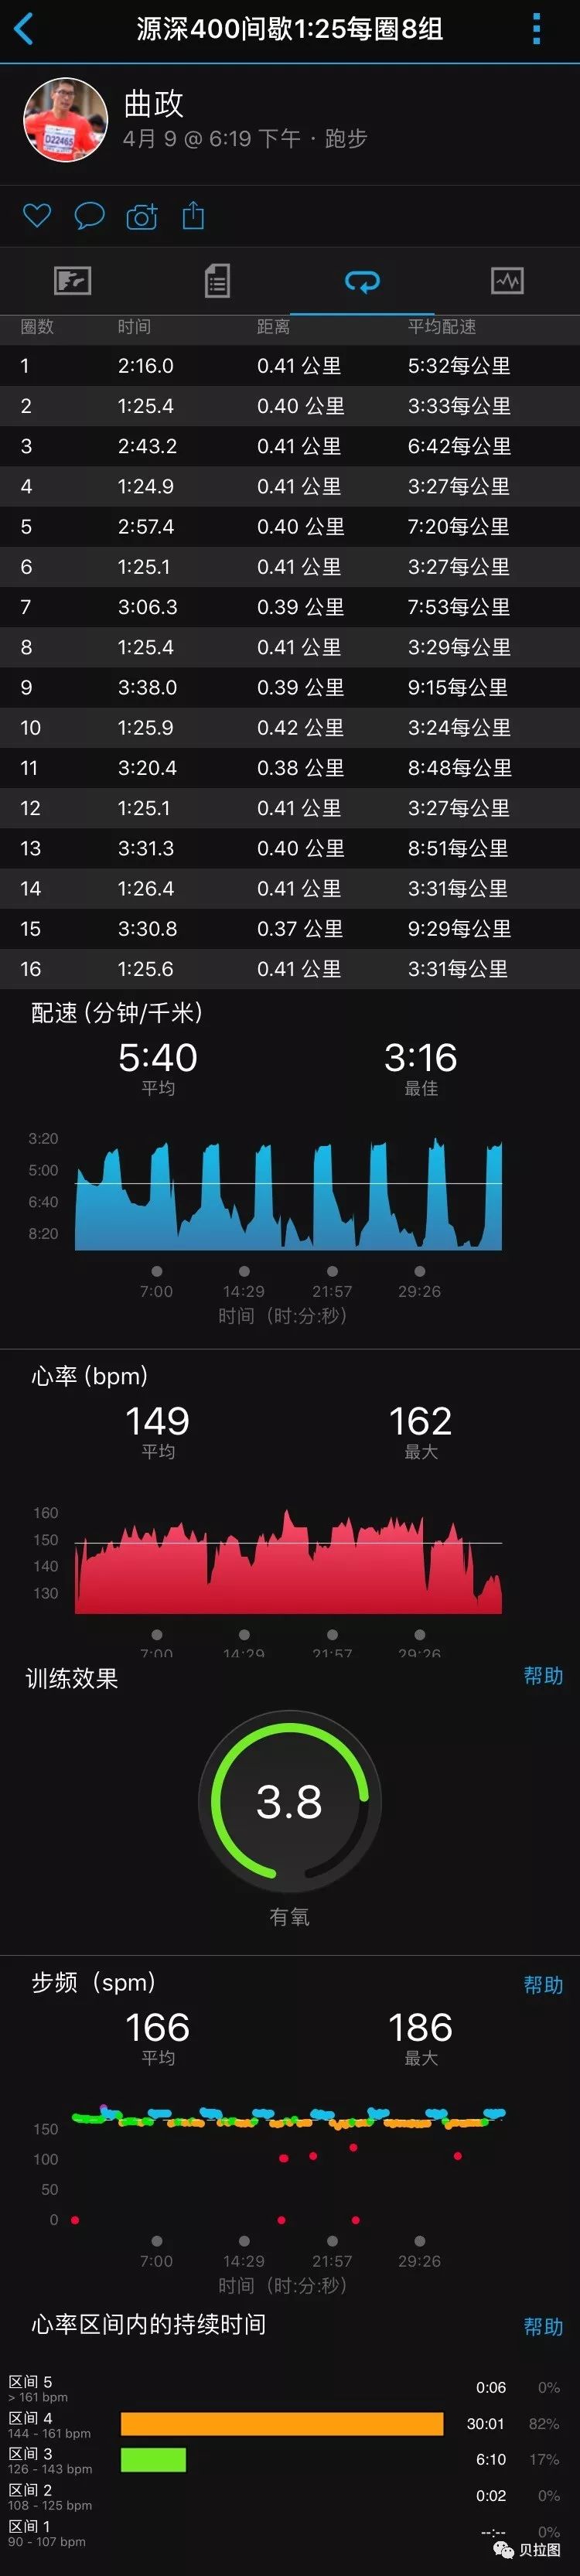 源深400间歇1:25每圈8组
曲政
4月 9 @ 6:19 下午 · 跑步
圈数 时间 距离 平均配速
1 2:16.0 0.41 公里 5:32每公里
2 1:25.4 0.40 公里 3:33每公里
3 2:43.2 0.41 公里 6:42每公里
4 1:24.9 0.41 公里 3:27每公里
5 2:57.4 0.40 公里 7:20每公里
6 1:25.1 0.41 公里 3:27每公里
7 3:06.3 0.39 公里 7:53每公里
8 1:25.4 0.41 公里 3:29每公里
9 3:38.0 0.39 公里 9:15每公里
10 1:25.9 0.42 公里 3:24每公里
11 3:20.4 0.38 公里 8:48每公里
12 1:25.1 0.41 公里 3:27每公里
13 3:31.3 0.40 公里 8:51每公里
14 1:26.4 0.41 公里 3:31每公里
15 3:30.8 0.37 公里 9:29每公里
16 1:25.6 0.41 公里 3:31每公里
配速 (分钟/千米)
5:40 3:16
平均 最佳
3:20
5:00
6:40
8:20
7:00 14:29 21:57 29:26
时间（时:分:秒）
心率 (bpm)
149 162
平均 最大
160
150
140
130
7:00 14:29 21:57 29:26
训练效果 帮助
3.8
有氧
步频（spm） 帮助
166 186
平均 最大
150
100
50
0
7:00 14:29 21:57 29:26
时间（时:分:秒）
心率区间内的持续时间 帮助
区间 5
> 161 bpm 0:06 0%
区间 4
144 - 161 bpm 30:01 82%
区间 3
126 - 143 bpm 6:10 17%
区间 2
108 - 125 bpm 0:02 0%
区间 1
90 - 107 bpm --:-- 0%
贝拉图
D22465